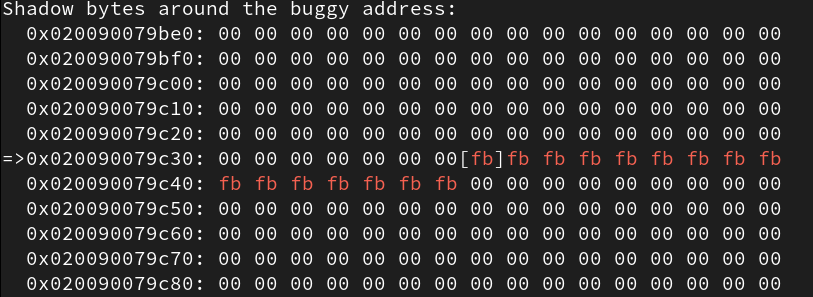 Shadow bytes around the buggy address:
  0x020090079be0: 00 00 00 00 00 00 00 00 00 00 00 00 00 00 00 00
  0x020090079bf0: 00 00 00 00 00 00 00 00 00 00 00 00 00 00 00 00
  0x020090079c00: 00 00 00 00 00 00 00 00 00 00 00 00 00 00 00 00
  0x020090079c10: 00 00 00 00 00 00 00 00 00 00 00 00 00 00 00 00
  0x020090079c20: 00 00 00 00 00 00 00 00 00 00 00 00 00 00 00 00
=>0x020090079c30: 00 00 00 00 00 00 00[fb]fb fb fb fb fb fb fb fb
  0x020090079c40: fb fb fb fb fb fb fb 00 00 00 00 00 00 00 00 00
  0x020090079c50: 00 00 00 00 00 00 00 00 00 00 00 00 00 00 00 00
  0x020090079c60: 00 00 00 00 00 00 00 00 00 00 00 00 00 00 00 00
  0x020090079c70: 00 00 00 00 00 00 00 00 00 00 00 00 00 00 00 00
  0x020090079c80: 00 00 00 00 00 00 00 00 00 00 00 00 00 00 00 00